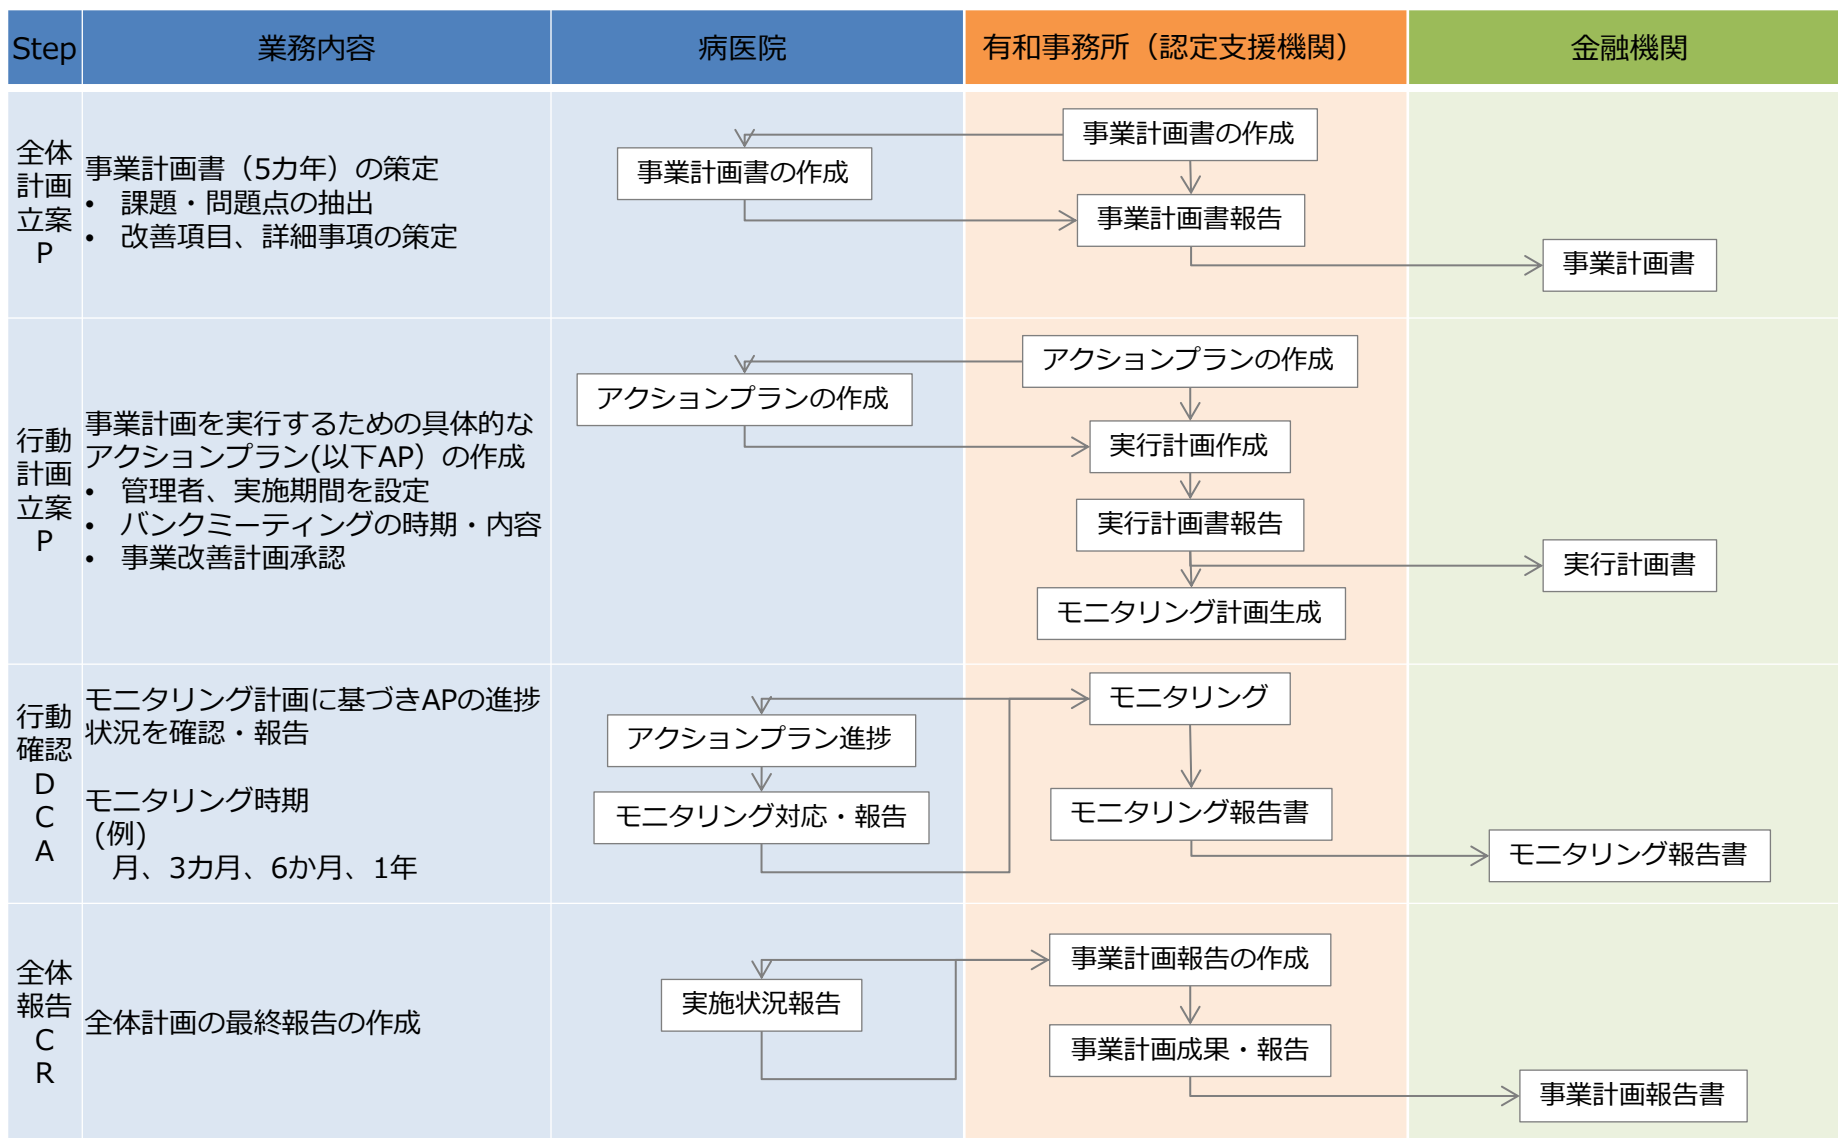 Step
業務内容
病医院
有和事務所（認定支援機関）
金融機関
全体
計画
立案
P
事業計画書（5カ年）の策定
• 課題・問題点の抽出
• 改善項目、詳細事項の策定
事業計画書の作成
事業計画書の作成
事業計画書報告
事業計画書
行動
計画
立案
P
事業計画を実行するための具体的な
アクションプラン(以下AP）の作成
• 管理者、実施期間を設定
• バンクミーティングの時期・内容
• 事業改善計画承認
アクションプランの作成
アクションプランの作成
実行計画作成
実行計画書報告
実行計画書
モニタリング計画生成
行動
確認
D
C
A
モニタリング計画に基づきAPの進捗
状況を確認・報告
モニタリング時期
(例)
月、3カ月、6か月、1年
モニタリング
アクションプラン進捗
モニタリング対応・報告
モニタリング報告書
モニタリング報告書
全体
報告
C
R
全体計画の最終報告の作成
事業計画報告の作成
実施状況報告
事業計画成果・報告
事業計画報告書